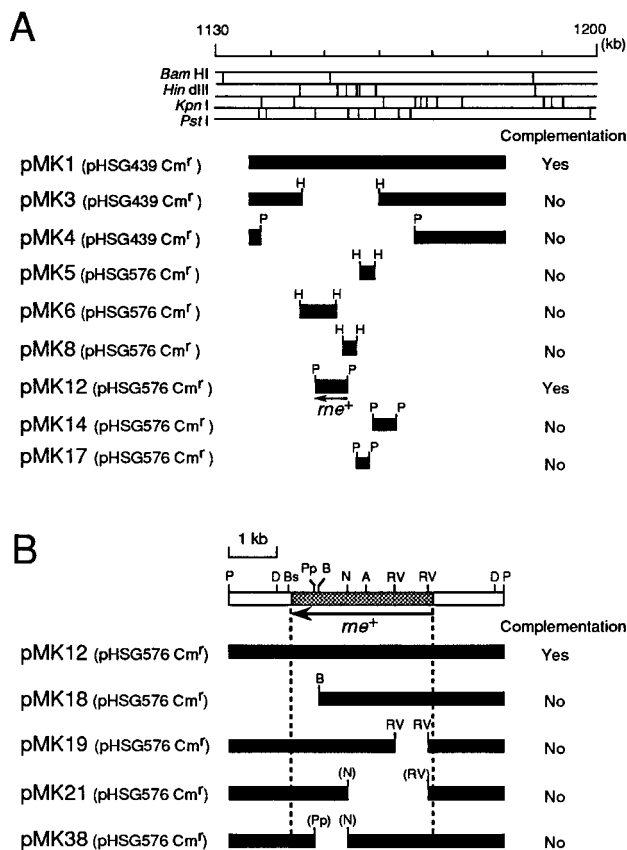 A
1130 1200
(kb)
Bam HI
Hin dIII
Kpn I
Pst I
Complementation
pMK1 (pHSG439 Cmr) Yes
H H
pMK3 (pHSG439 Cmr) No
P P
pMK4 (pHSG439 Cmr) No
H H
pMK5 (pHSG576 Cmr) No
H H
pMK6 (pHSG576 Cmr) No
H H
pMK8 (pHSG576 Cmr) No
P P
pMK12 (pHSG576 Cmr) Yes
rne+
P P
pMK14 (pHSG576 Cmr) No
P P
pMK17 (pHSG576 Cmr) No
B
1 kb
P D Bs Pp B N A RV RV D P
rne+
Complementation
pMK12 (pHSG576 Cmr) Yes
B
pMK18 (pHSG576 Cmr) No
RV RV
pMK19 (pHSG576 Cmr) No
(N) (RV)
pMK21 (pHSG576 Cmr) No
(Pp) (N)
pMK38 (pHSG576 Cmr) No